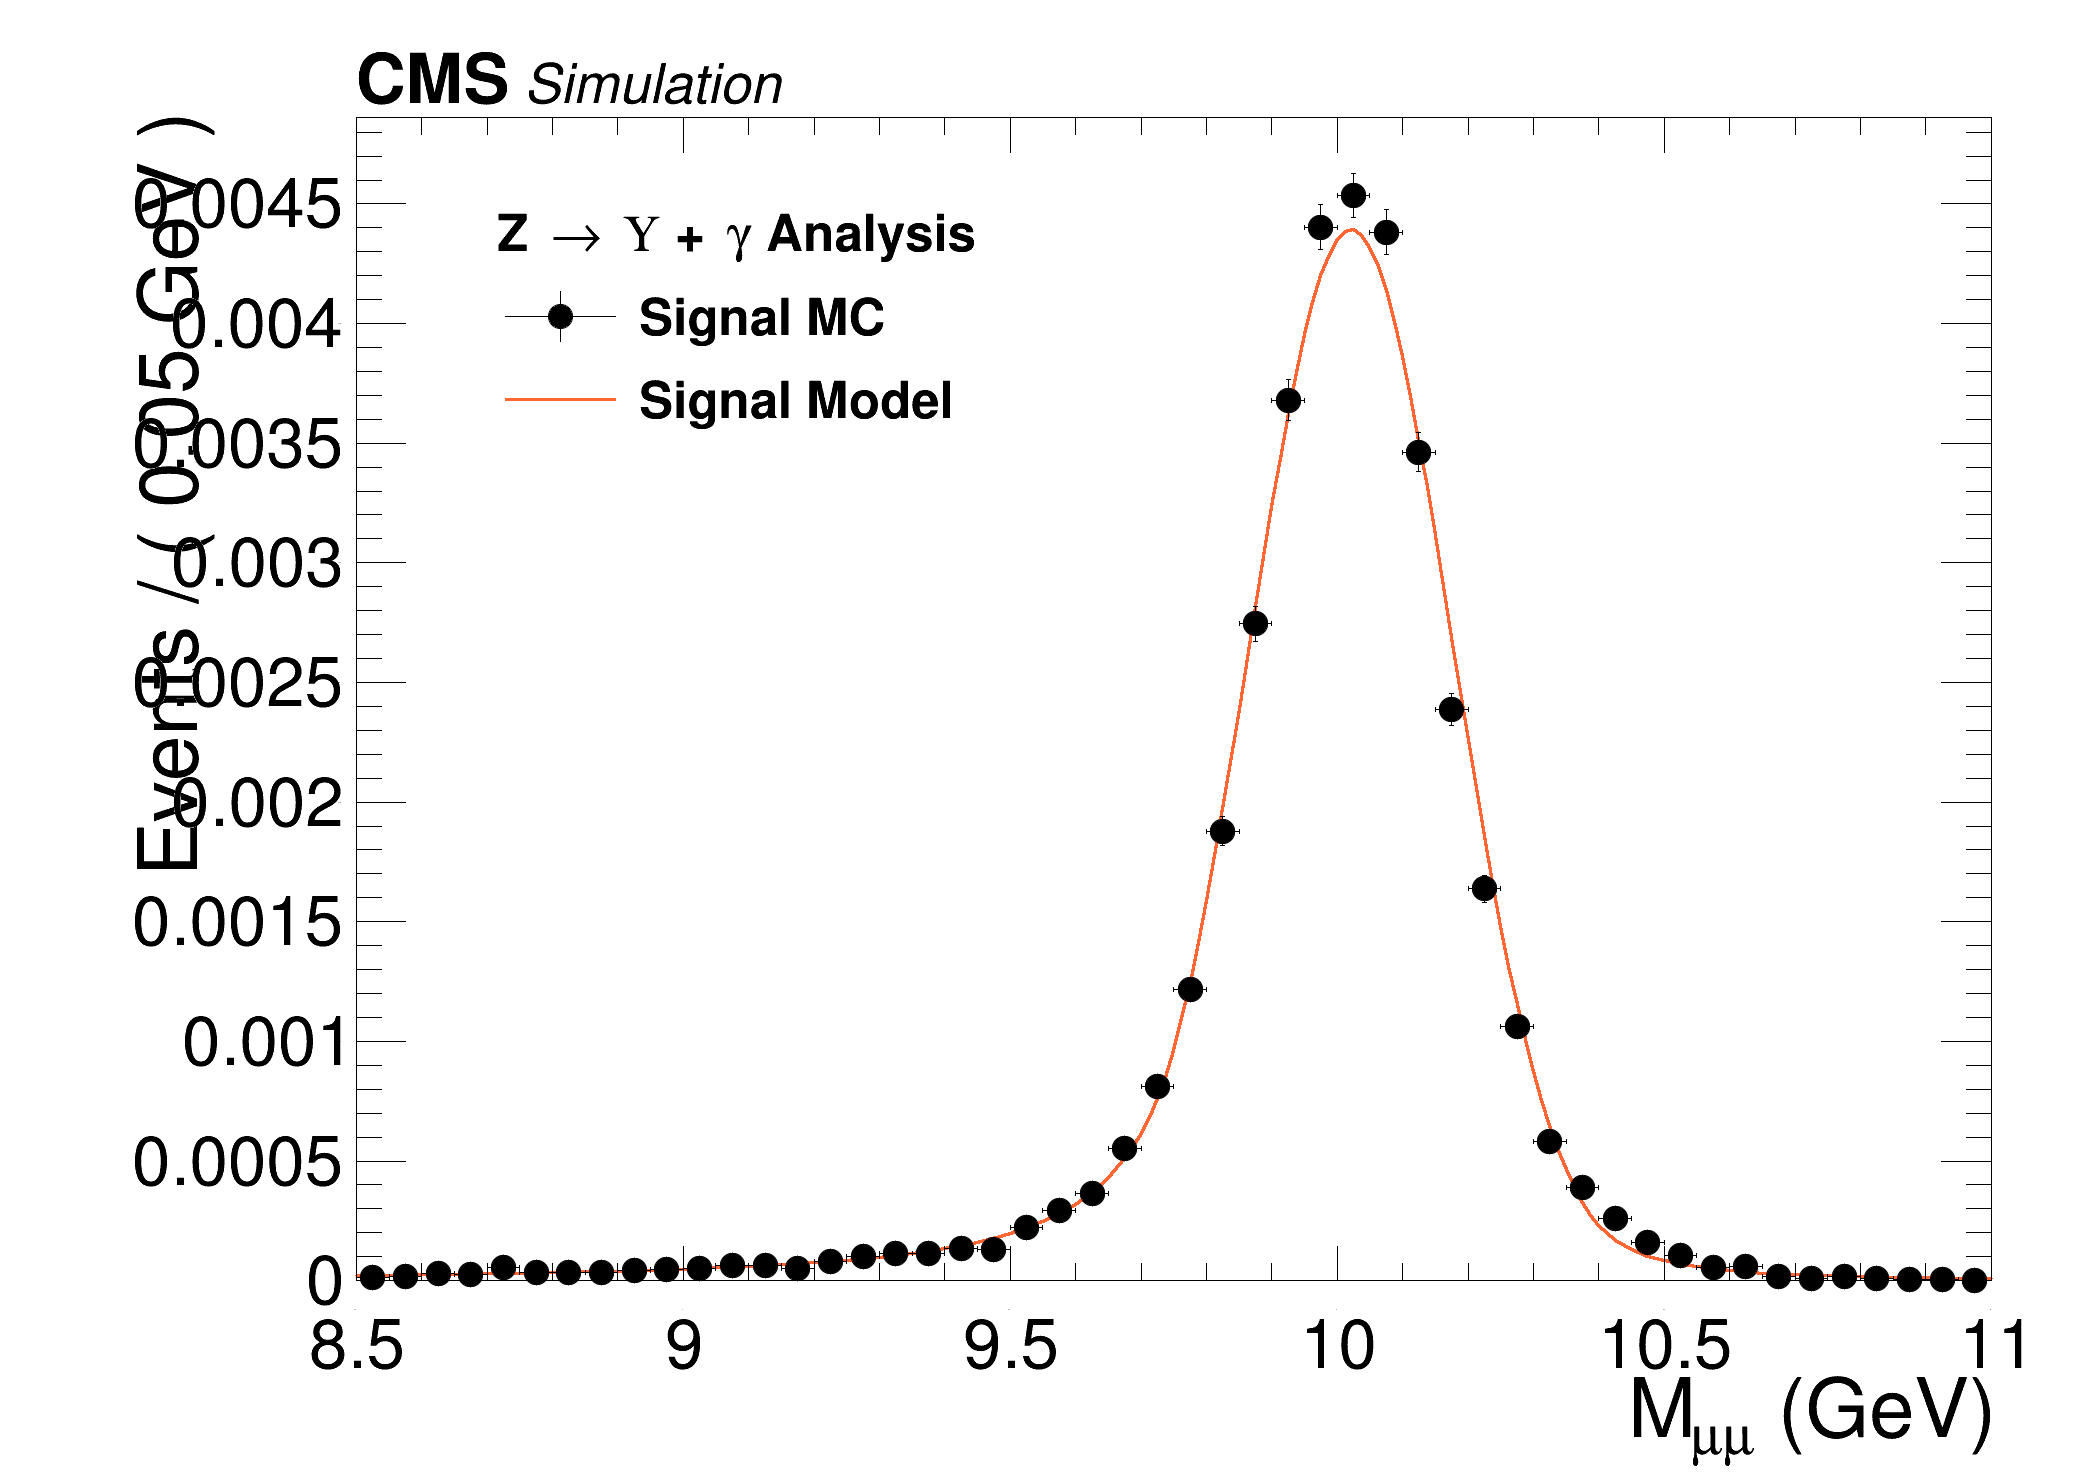 CMS Simulation
Events / ( 0.05 GeV )
0.0045
0.004
0.0035
0.003
0.0025
0.002
0.0015
0.001
0.0005
0
Z → Υ + γ Analysis
Signal MC
Signal Model
8.5 9 9.5 10 10.5 11
Mμμ (GeV)